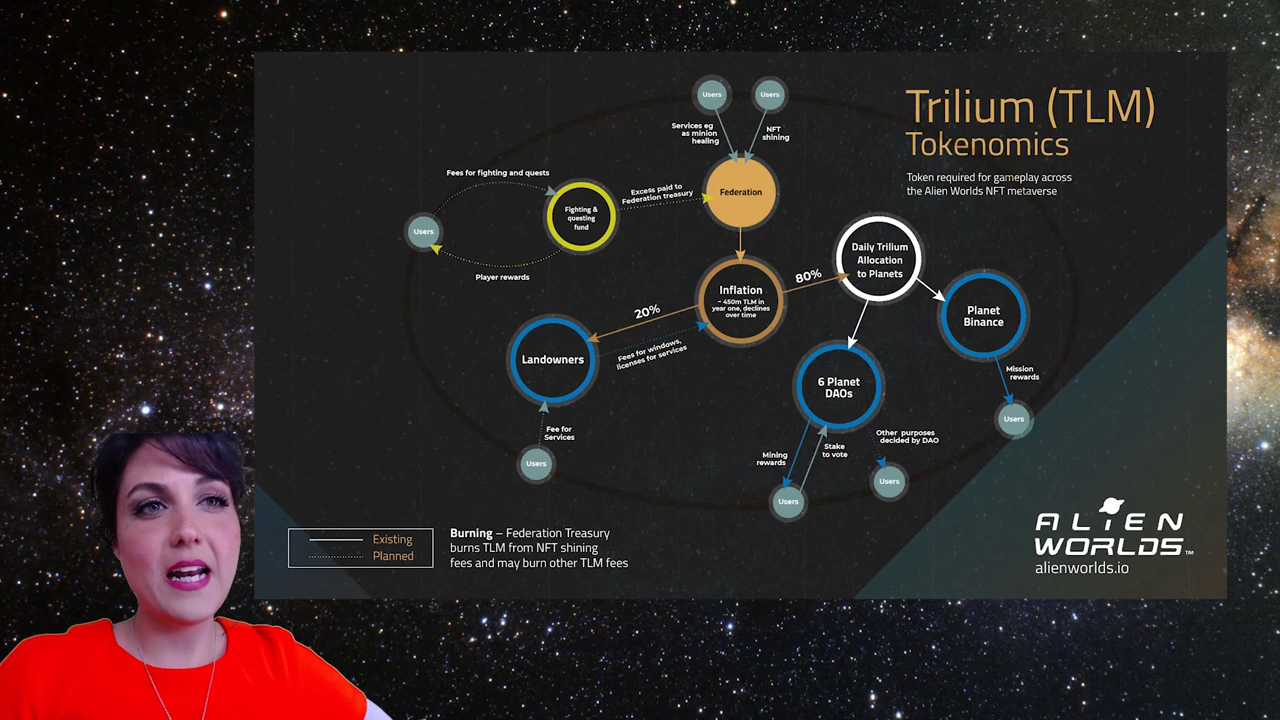 Trilium (TLM)
Tokenomics
Token required for gameplay across
the Alien Worlds NFT metaverse
Users
Users
Services eg
as minion
healing
NFT
shining
Federation
Fees for fighting and quests
Fighting &
questing
fund
Excess paid to
Federation treasury
Users
Player rewards
Inflation
~ 450m TLM in
year one, declines
over time
80%
Daily Trilium
Allocation
to Planets
Planet
Binance
20%
Landowners
Fees for windows,
licenses for services
6 Planet
DAOs
Mission
rewards
Users
Fee for
Services
Users
Mining
rewards
Stake
to vote
Other purposes
decided by DAO
Users
Users
Existing
Planned
Burning – Federation Treasury
burns TLM from NFT shining
fees and may burn other TLM fees
ALIEN
WORLDS™
alienworlds.io